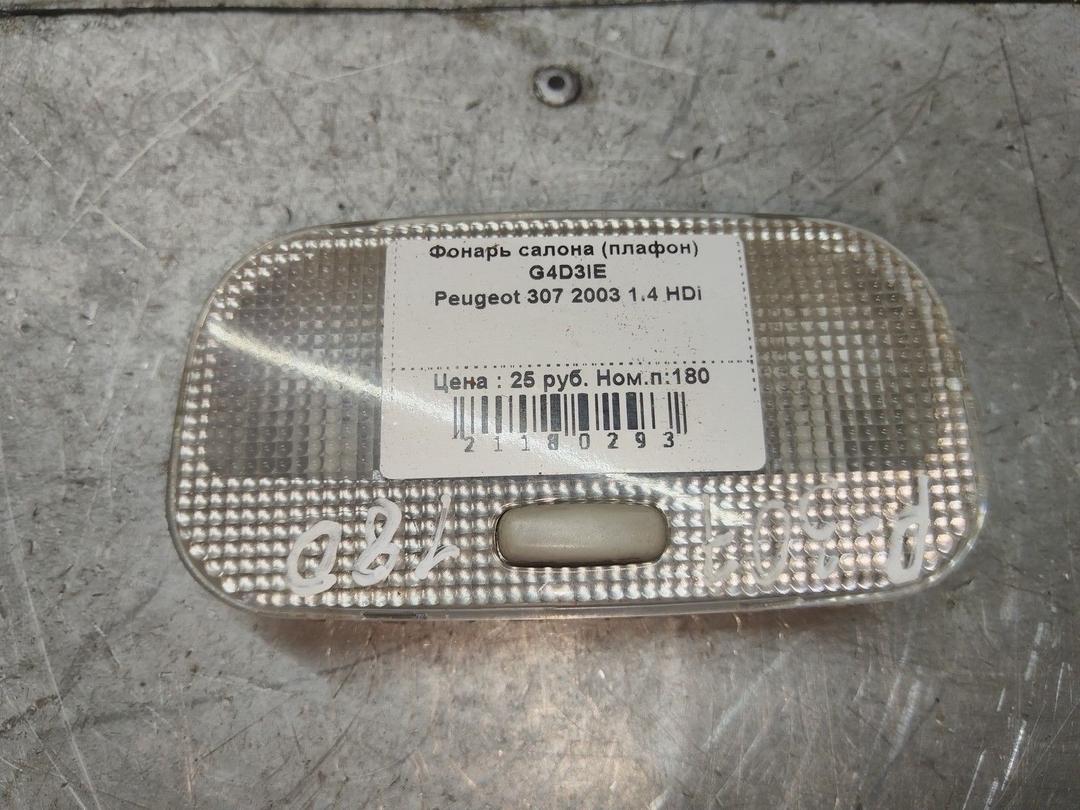 Фонарь салона (плафон)
G4D3IE
Peugeot 307 2003 1.4 HDi
Цена : 25 руб. Ном.п:180
21180293
P-307
180